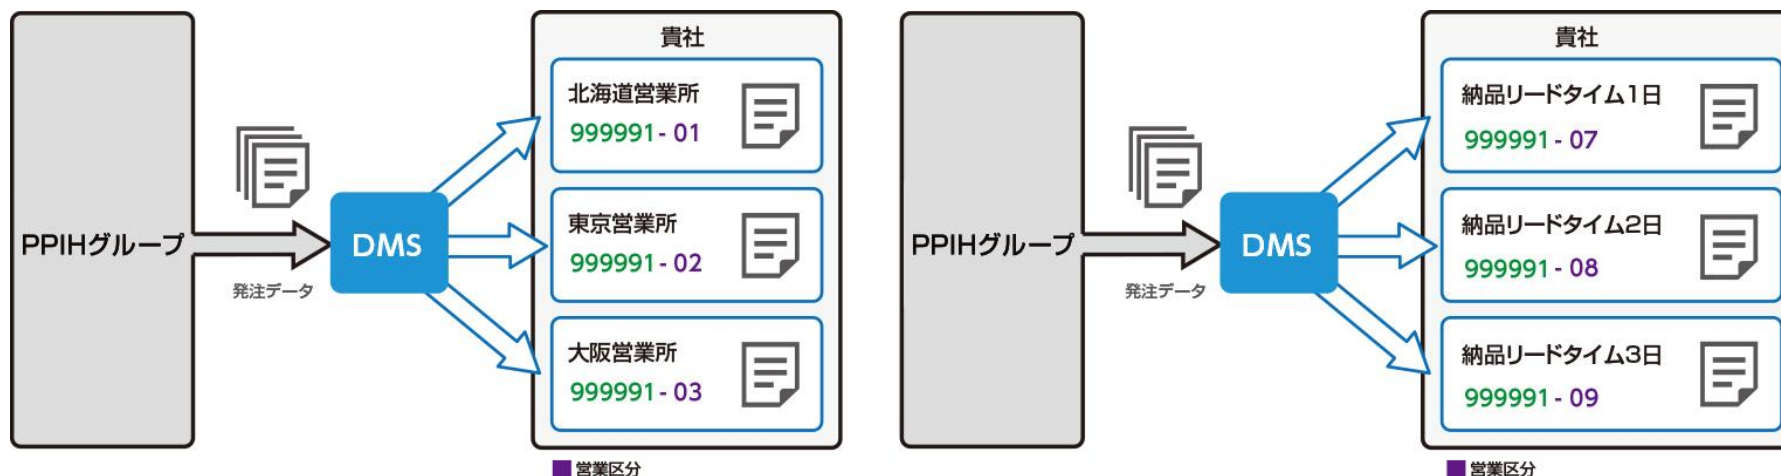 PPIHグループ
発注データ
DMS
貴社
北海道営業所
999991 - 01
東京営業所
999991 - 02
大阪営業所
999991 - 03
営業区分
PPIHグループ
発注データ
DMS
貴社
納品リードタイム1日
999991 - 07
納品リードタイム2日
999991 - 08
納品リードタイム3日
999991 - 09
営業区分